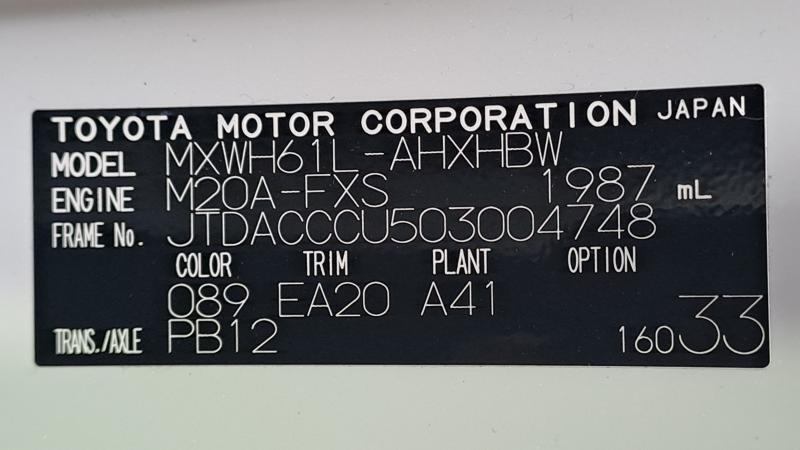 TOYOTA MOTOR CORPORATION JAPAN
MODEL MXWH61L-AHXHBW
ENGINE M20A-FXS 1987 mL
FRAME No. JTDACCCU503004748
COLOR TRIM PLANT OPTION
089 EA20 A41
TRANS./AXLE PB12 16033